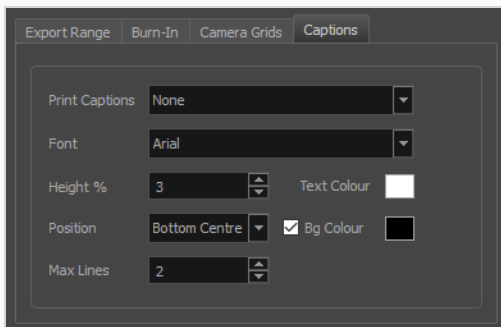 Export Range Burn-In Camera Grids Captions
Print Captions None
Font Arial
Height % 3 Text Colour
Position Bottom Centre Bg Colour
Max Lines 2